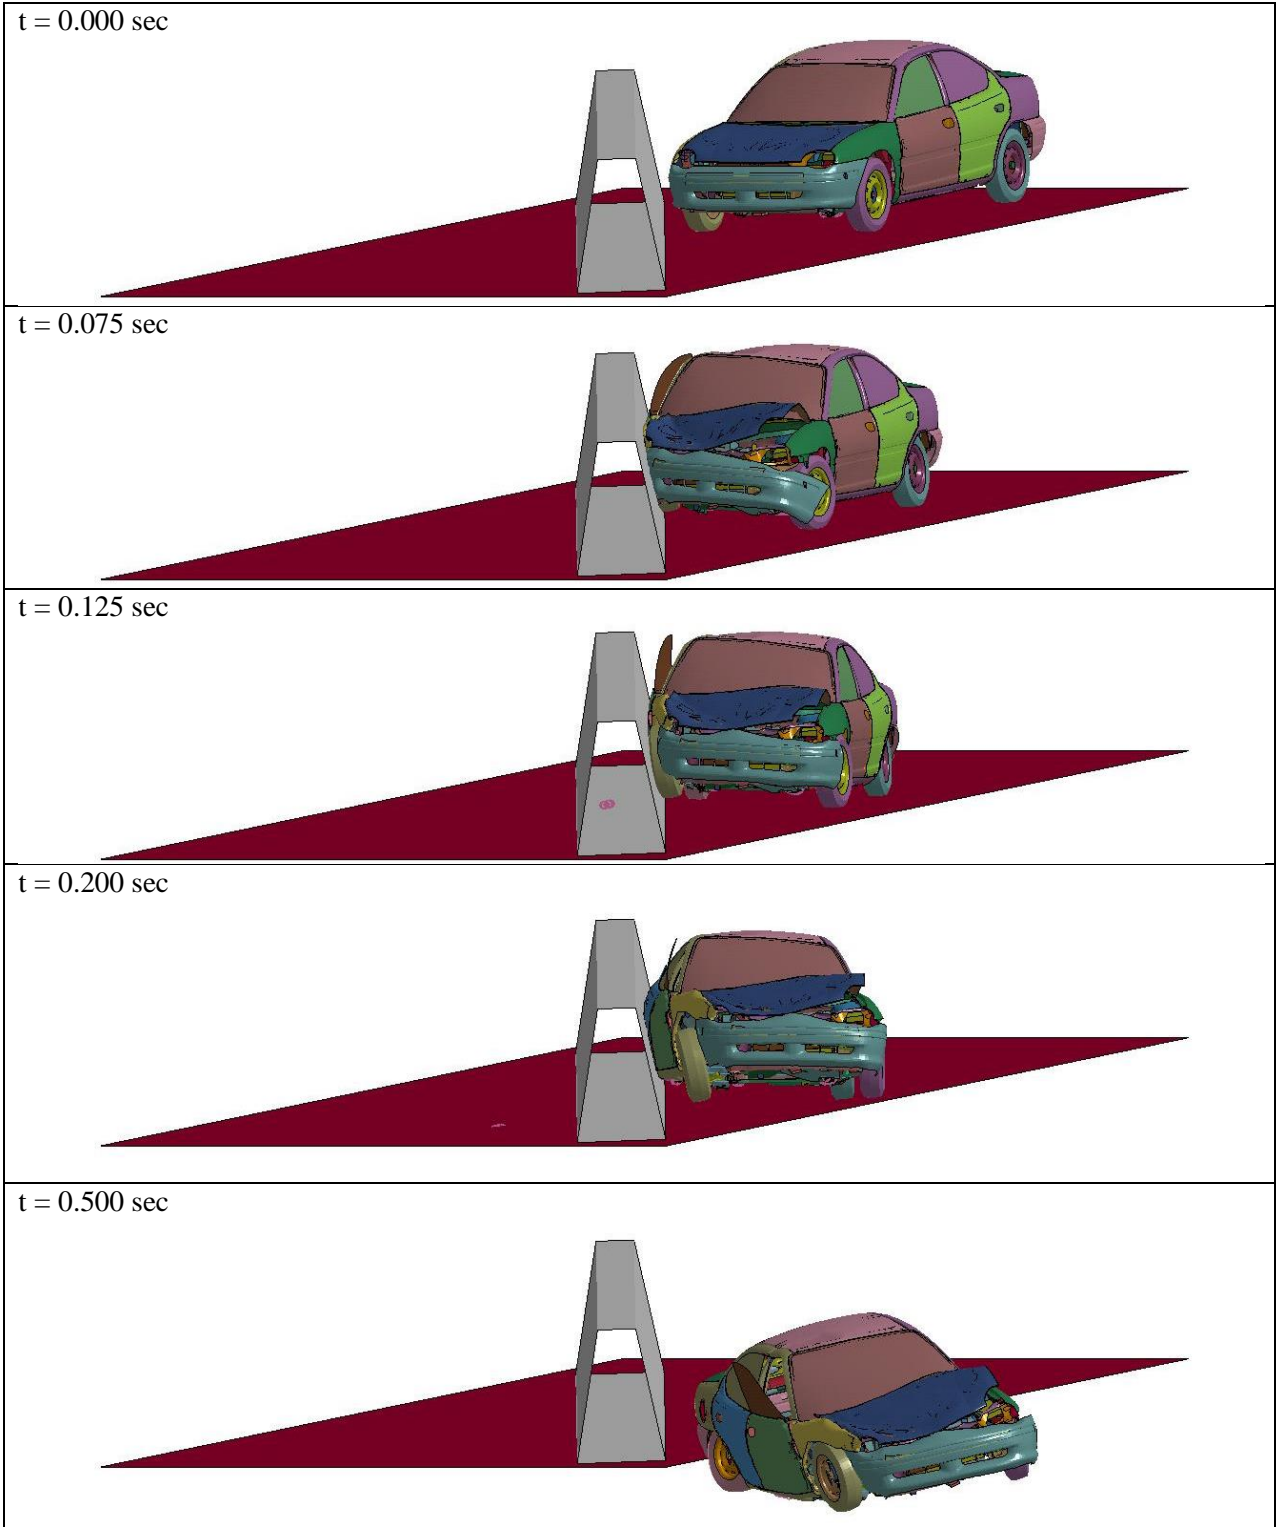 t = 0.000 sec
t = 0.075 sec
t = 0.125 sec
t = 0.200 sec
t = 0.500 sec